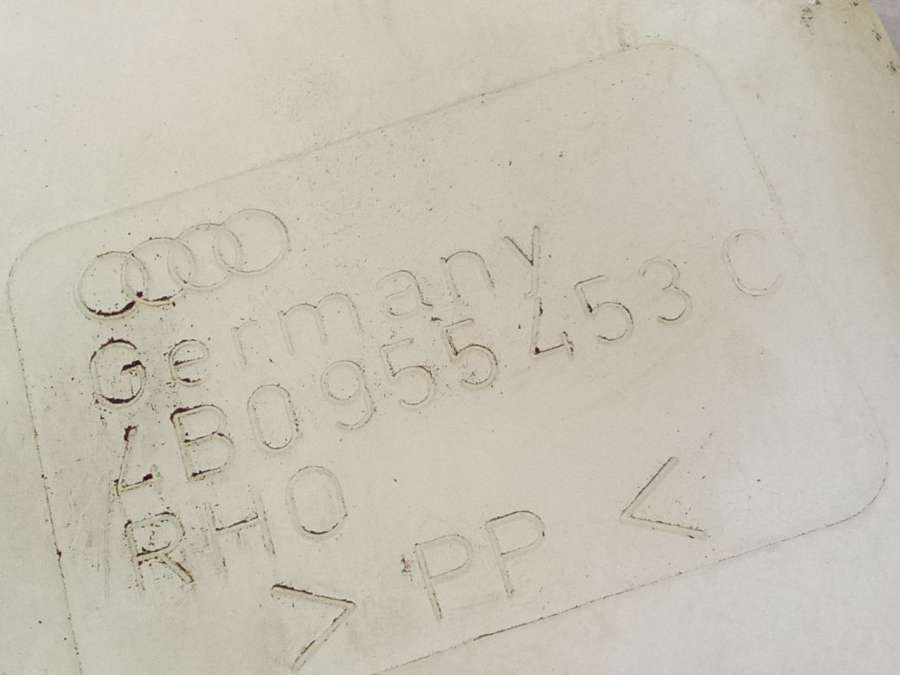 Germany
4B0955453 C
RHO
>PP<